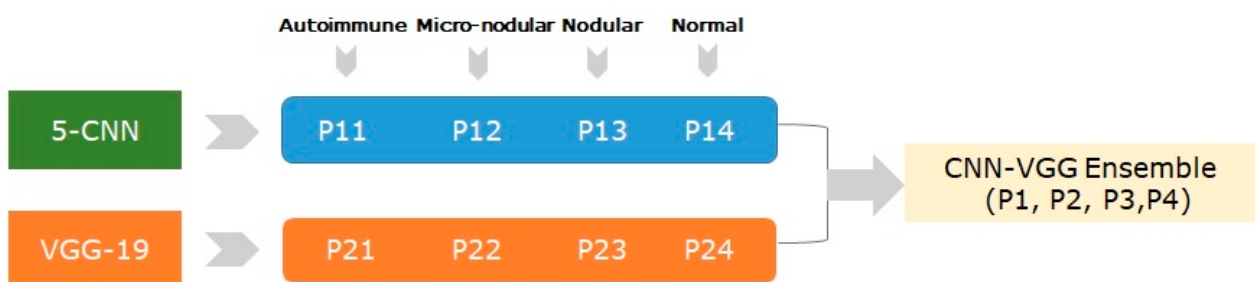 Autoimmune Micro-nodular Nodular Normal
5-CNN P11 P12 P13 P14
CNN-VGG Ensemble
(P1, P2, P3,P4)
VGG-19 P21 P22 P23 P24